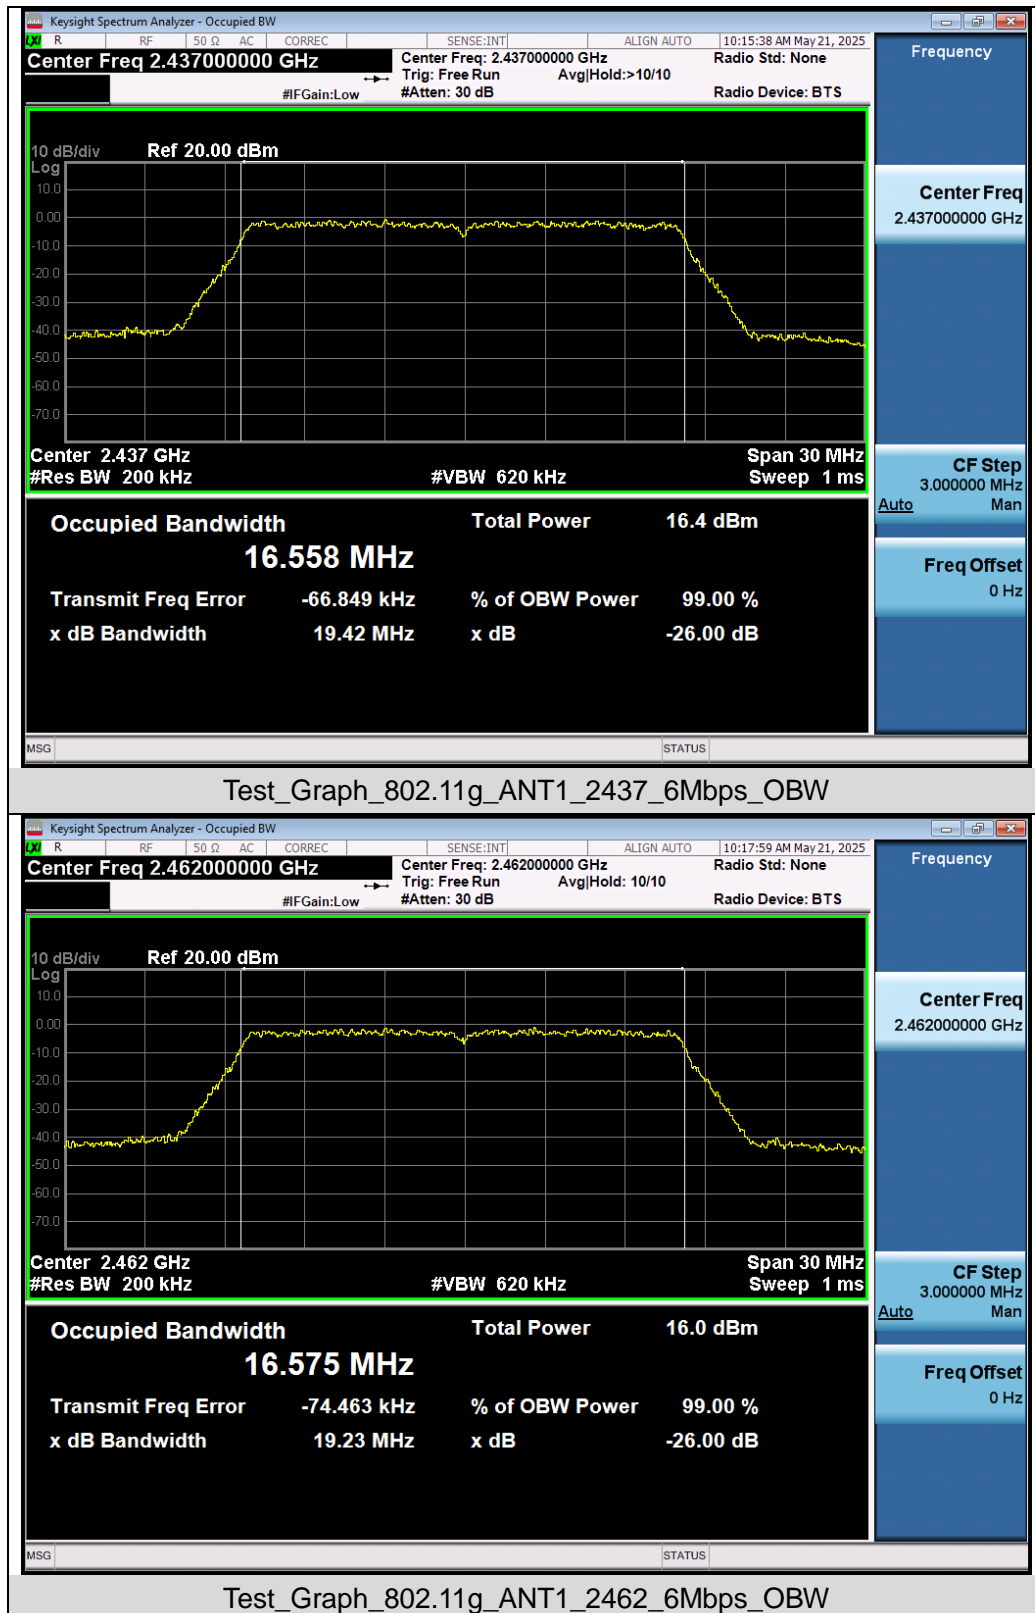 Keysight Spectrum Analyzer - Occupied BW
LXI R RF 50 Ω AC CORREC SENSE:INT ALIGN AUTO 10:15:38 AM May 21, 2025
Center Freq 2.437000000 GHz
Center Freq: 2.437000000 GHz
Radio Std: None
Trig: Free Run Avg|Hold:>10/10
#IFGain:Low
#Atten: 30 dB
Radio Device: BTS
Frequency
10 dB/div Ref 20.00 dBm
Log
10.0
0.00
-10.0
-20.0
-30.0
-40.0
-50.0
-60.0
-70.0
Center 2.437 GHz Span 30 MHz
#Res BW 200 kHz #VBW 620 kHz Sweep 1 ms
Center Freq
2.437000000 GHz
CF Step
3.000000 MHz
Auto Man
Freq Offset
0 Hz
Occupied Bandwidth Total Power 16.4 dBm
16.558 MHz
Transmit Freq Error -66.849 kHz % of OBW Power 99.00 %
x dB Bandwidth 19.42 MHz x dB -26.00 dB
MSG STATUS
Test_Graph_802.11g_ANT1_2437_6Mbps_OBW
Keysight Spectrum Analyzer - Occupied BW
LXI R RF 50 Ω AC CORREC SENSE:INT ALIGN AUTO 10:17:59 AM May 21, 2025
Center Freq 2.462000000 GHz
Center Freq: 2.462000000 GHz
Radio Std: None
Trig: Free Run Avg|Hold: 10/10
#IFGain:Low
#Atten: 30 dB
Radio Device: BTS
Frequency
10 dB/div Ref 20.00 dBm
Log
10.0
0.00
-10.0
-20.0
-30.0
-40.0
-50.0
-60.0
-70.0
Center 2.462 GHz Span 30 MHz
#Res BW 200 kHz #VBW 620 kHz Sweep 1 ms
Center Freq
2.462000000 GHz
CF Step
3.000000 MHz
Auto Man
Freq Offset
0 Hz
Occupied Bandwidth Total Power 16.0 dBm
16.575 MHz
Transmit Freq Error -74.463 kHz % of OBW Power 99.00 %
x dB Bandwidth 19.23 MHz x dB -26.00 dB
MSG STATUS
Test_Graph_802.11g_ANT1_2462_6Mbps_OBW